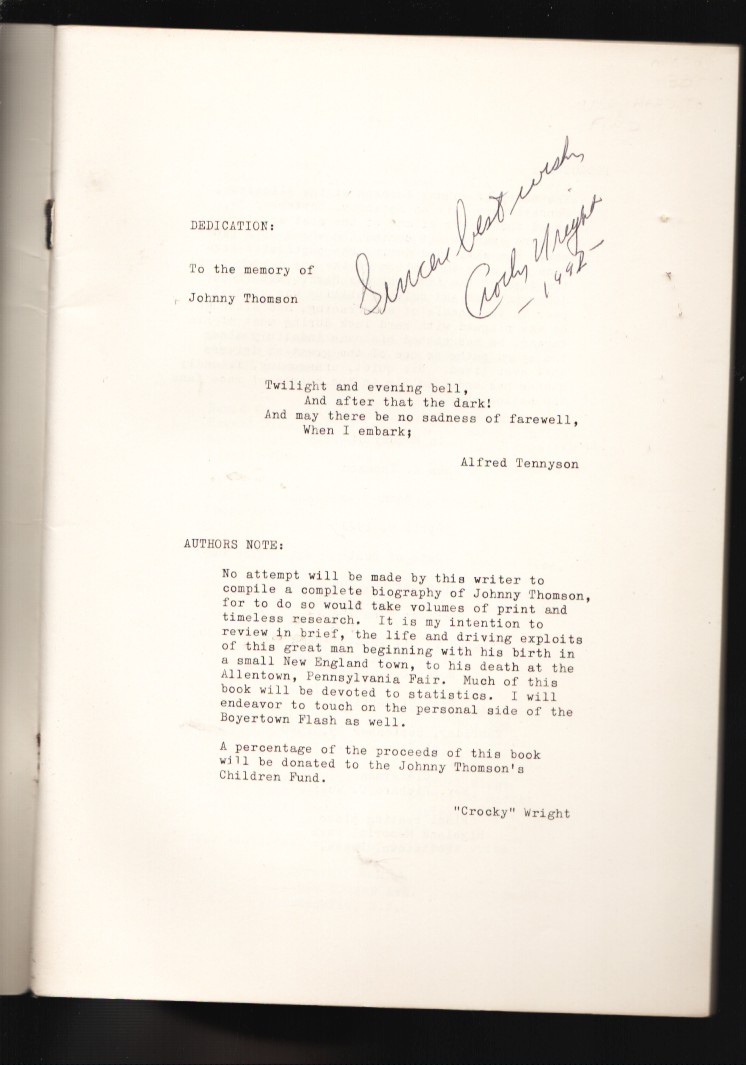 Sincere best wishes
Crocky Wright
- 1992 -
DEDICATION:
To the memory of
Johnny Thomson
Twilight and evening bell,
And after that the dark!
And may there be no sadness of farewell,
When I embark;
Alfred Tennyson
AUTHORS NOTE:
No attempt will be made by this writer to
compile a complete biography of Johnny Thomson,
for to do so would take volumes of print and
timeless research. It is my intention to
review in brief, the life and driving exploits
of this great man beginning with his birth in
a small New England town, to his death at the
Allentown, Pennsylvania Fair. Much of this
book will be devoted to statistics. I will
endeavor to touch on the personal side of the
Boyertown Flash as well.
A percentage of the proceeds of this book
will be donated to the Johnny Thomson's
Children Fund.
"Crocky" Wright